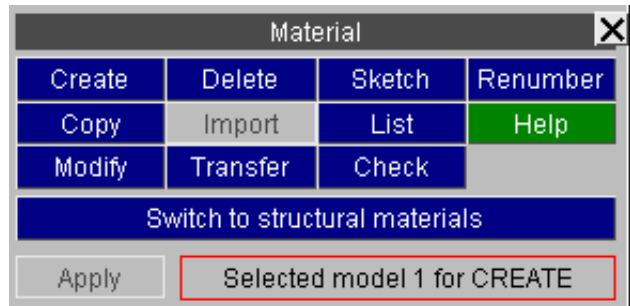 Material X
Create Delete Sketch Renumber
Copy Import List Help
Modify Transfer Check
Switch to structural materials
Apply Selected model 1 for CREATE